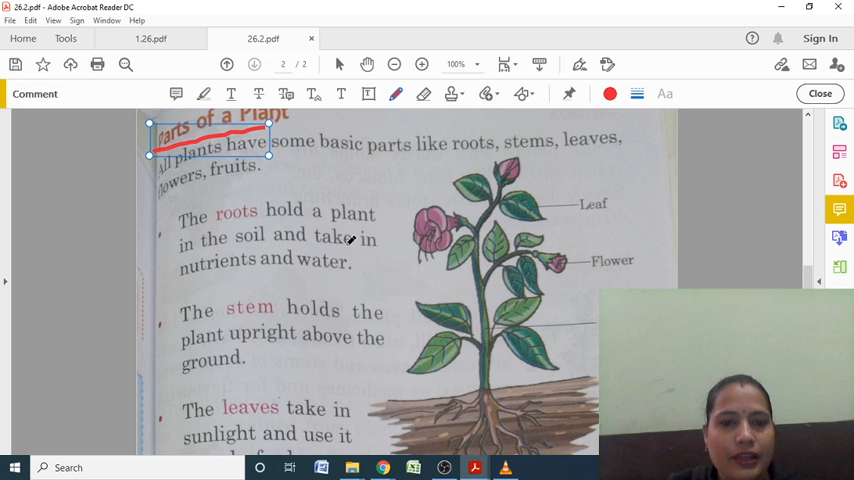 26.2.pdf - Adobe Acrobat Reader DC
File Edit View Sign Window Help
Home Tools 1.26.pdf 26.2.pdf × Sign In
2 / 2 100%
Comment Close
Parts of a Plant
All plants have some basic parts like roots, stems, leaves,
flowers, fruits.
Leaf
The roots hold a plant
in the soil and take in
nutrients and water.
Flower
The stem holds the
plant upright above the
ground.
The leaves take in
sunlight and use it
Search